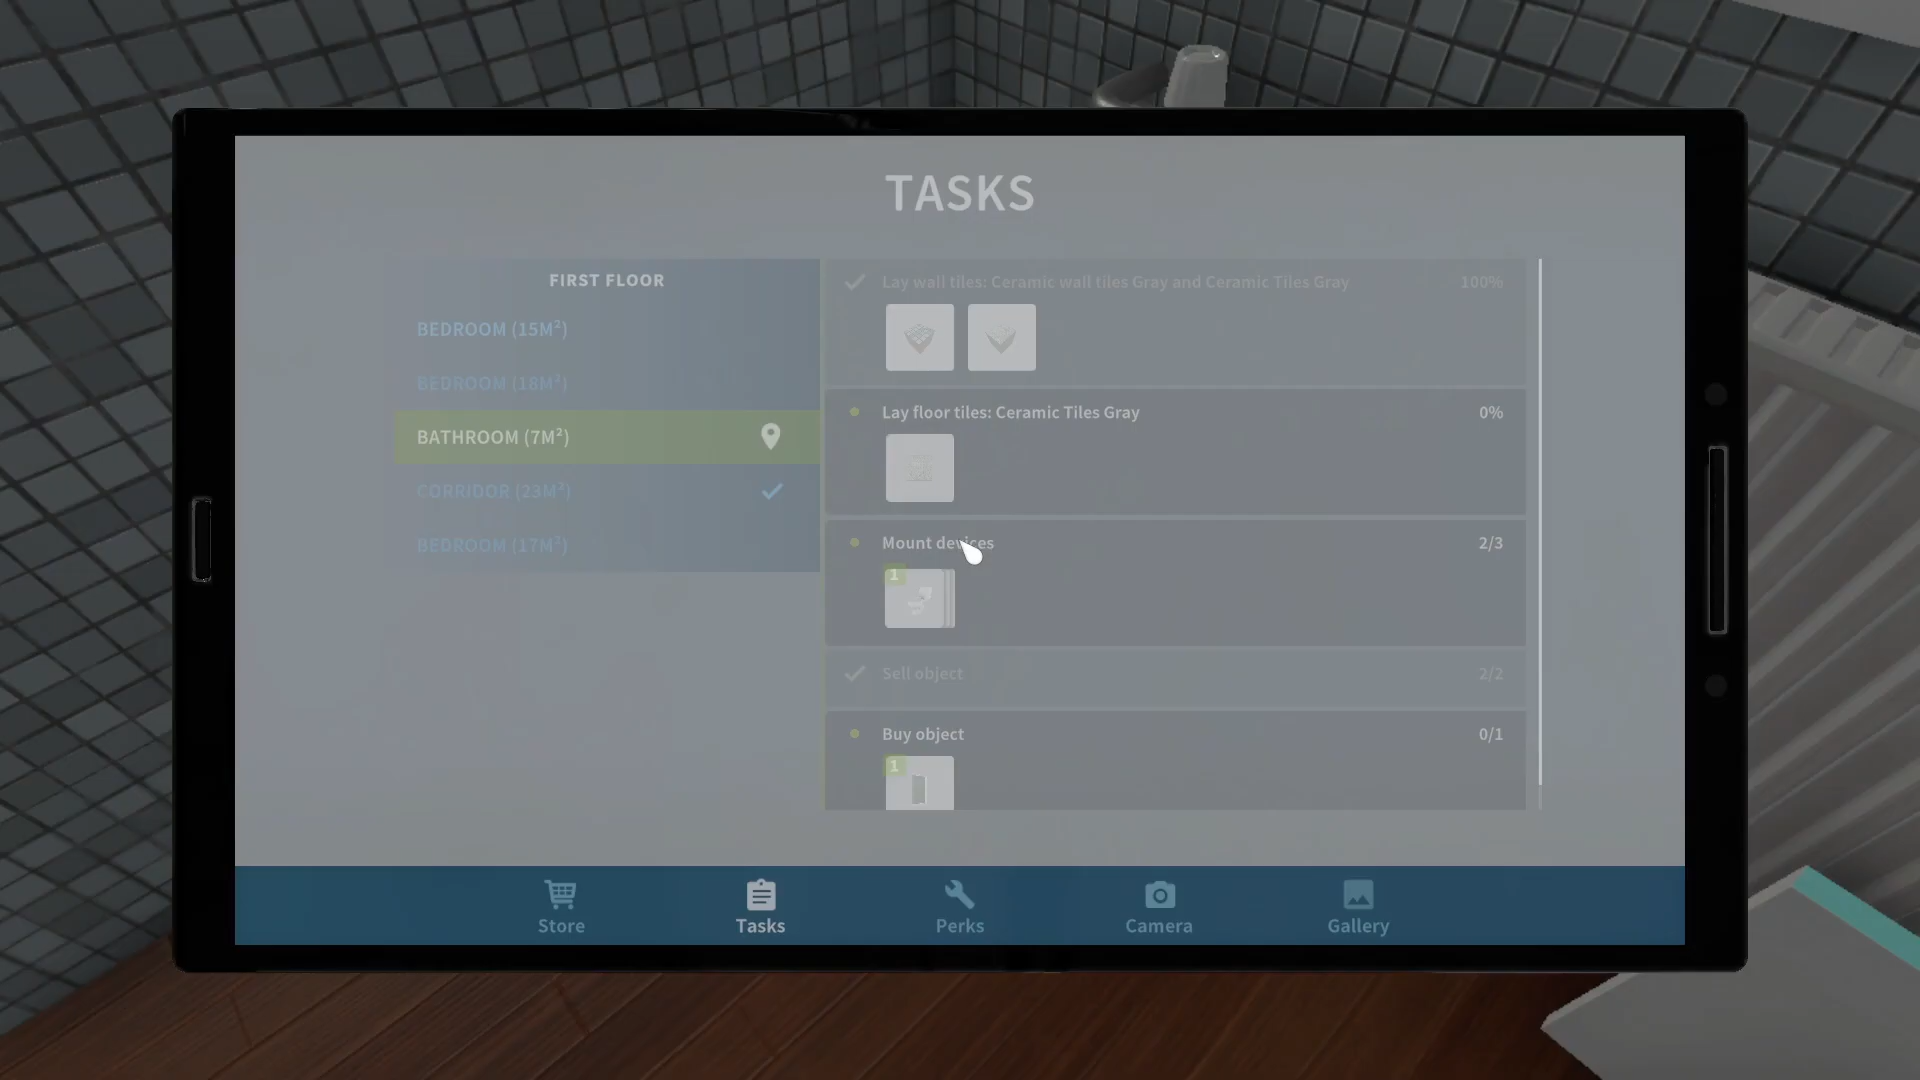 TASKS
FIRST FLOOR
BEDROOM (15M²)
BEDROOM (18M²)
BATHROOM (7M²)
CORRIDOR (23M²)
BEDROOM (17M²)
Lay wall tiles: Ceramic wall tiles Gray and Ceramic Tiles Gray 100%
Lay floor tiles: Ceramic Tiles Gray 0%
Mount devices 2/3
1
Sell object 2/2
Buy object 0/1
1
Store Tasks Perks Camera Gallery